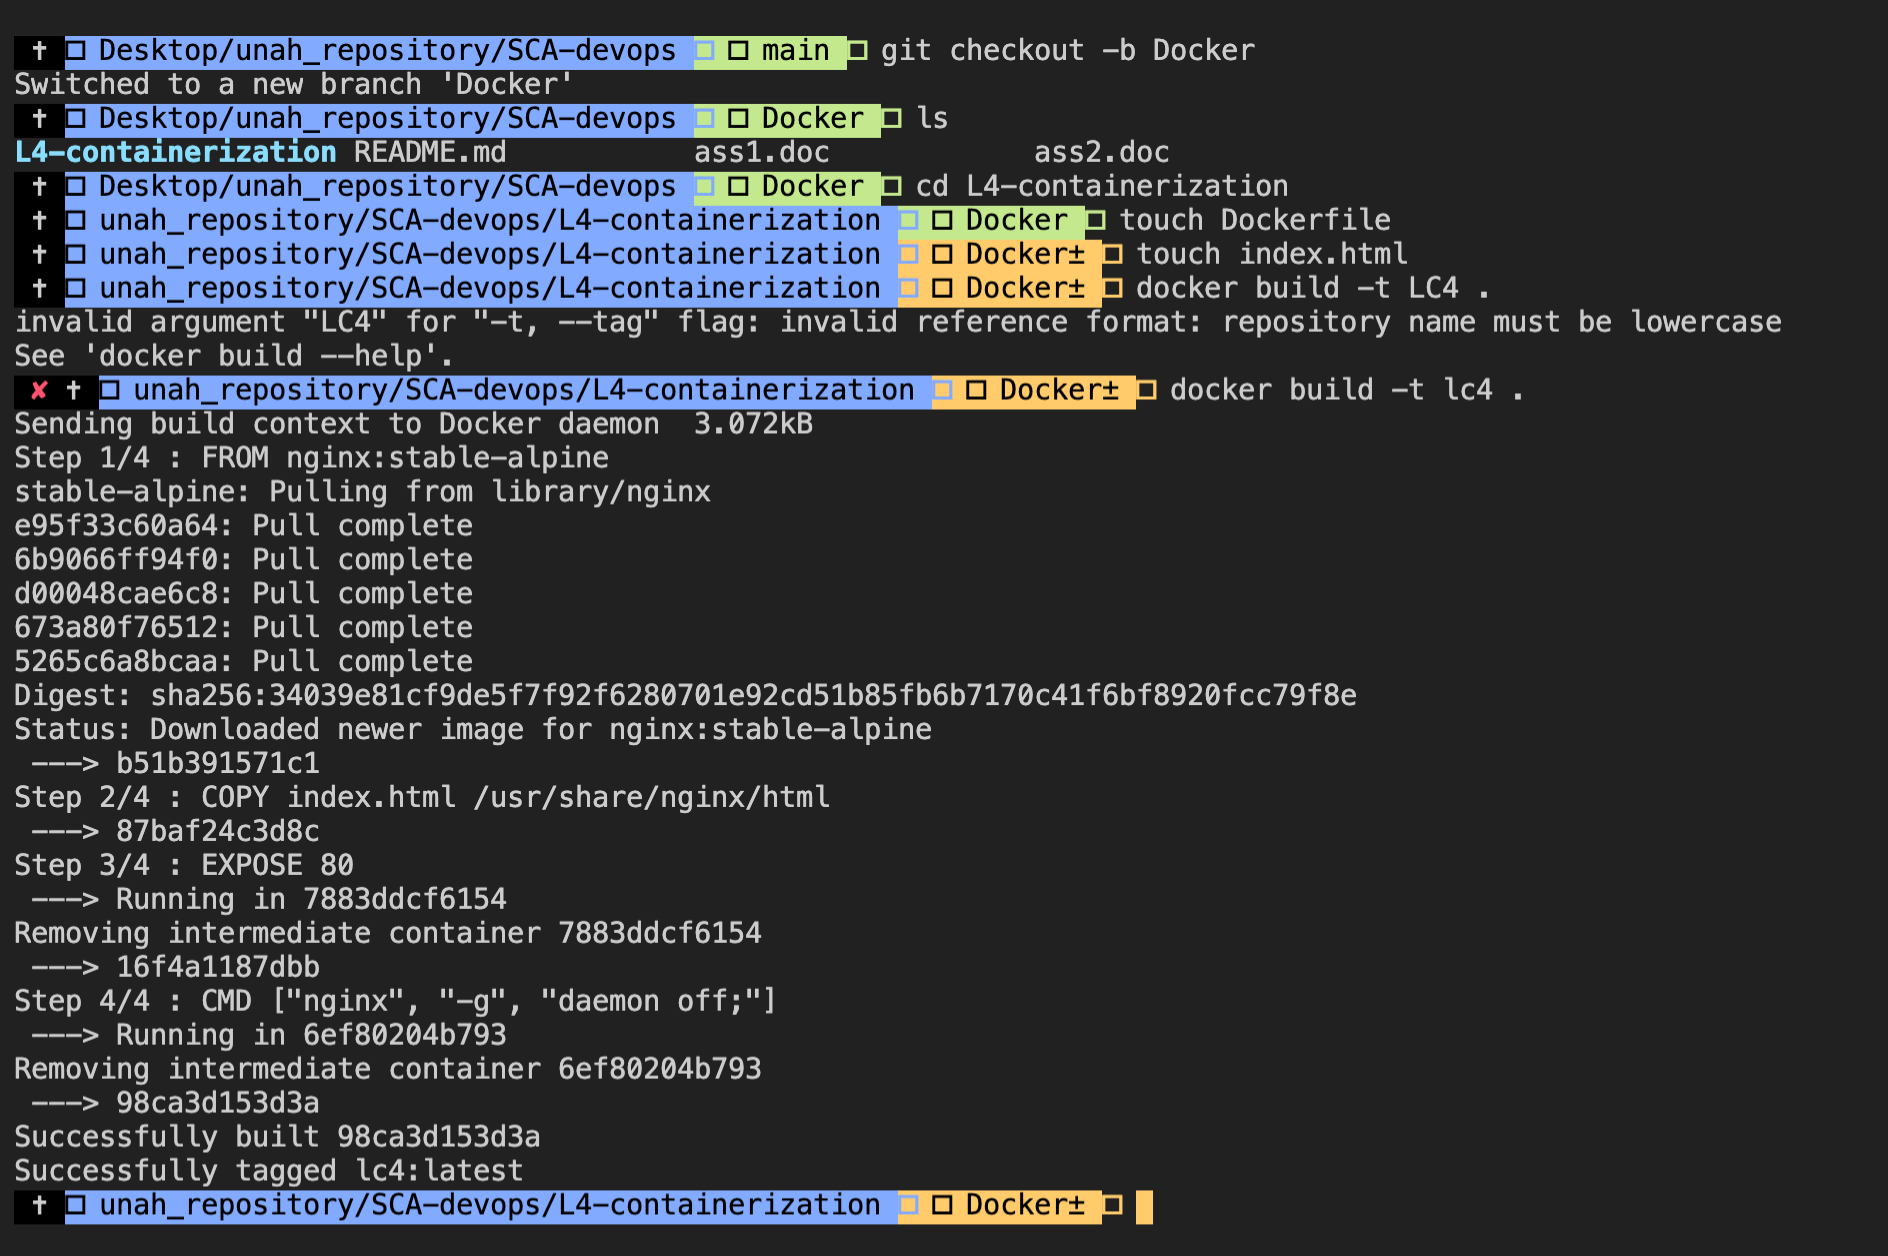 † □ Desktop/unah_repository/SCA-devops □ □ main □ git checkout -b Docker
Switched to a new branch 'Docker'
† □ Desktop/unah_repository/SCA-devops □ □ Docker □ ls
L4-containerization README.md ass1.doc ass2.doc
† □ Desktop/unah_repository/SCA-devops □ □ Docker □ cd L4-containerization
† □ unah_repository/SCA-devops/L4-containerization □ □ Docker □ touch Dockerfile
† □ unah_repository/SCA-devops/L4-containerization □ □ Docker± □ touch index.html
† □ unah_repository/SCA-devops/L4-containerization □ □ Docker± □ docker build -t LC4 .
invalid argument "LC4" for "-t, --tag" flag: invalid reference format: repository name must be lowercase
See 'docker build --help'.
✘ † □ unah_repository/SCA-devops/L4-containerization □ □ Docker± □ docker build -t lc4 .
Sending build context to Docker daemon  3.072kB
Step 1/4 : FROM nginx:stable-alpine
stable-alpine: Pulling from library/nginx
e95f33c60a64: Pull complete
6b9066ff94f0: Pull complete
d00048cae6c8: Pull complete
673a80f76512: Pull complete
5265c6a8bcaa: Pull complete
Digest: sha256:34039e81cf9de5f7f92f6280701e92cd51b85fb6b7170c41f6bf8920fcc79f8e
Status: Downloaded newer image for nginx:stable-alpine
---> b51b391571c1
Step 2/4 : COPY index.html /usr/share/nginx/html
---> 87baf24c3d8c
Step 3/4 : EXPOSE 80
---> Running in 7883ddcf6154
Removing intermediate container 7883ddcf6154
---> 16f4a1187dbb
Step 4/4 : CMD ["nginx", "-g", "daemon off;"]
---> Running in 6ef80204b793
Removing intermediate container 6ef80204b793
---> 98ca3d153d3a
Successfully built 98ca3d153d3a
Successfully tagged lc4:latest
† □ unah_repository/SCA-devops/L4-containerization □ □ Docker± □